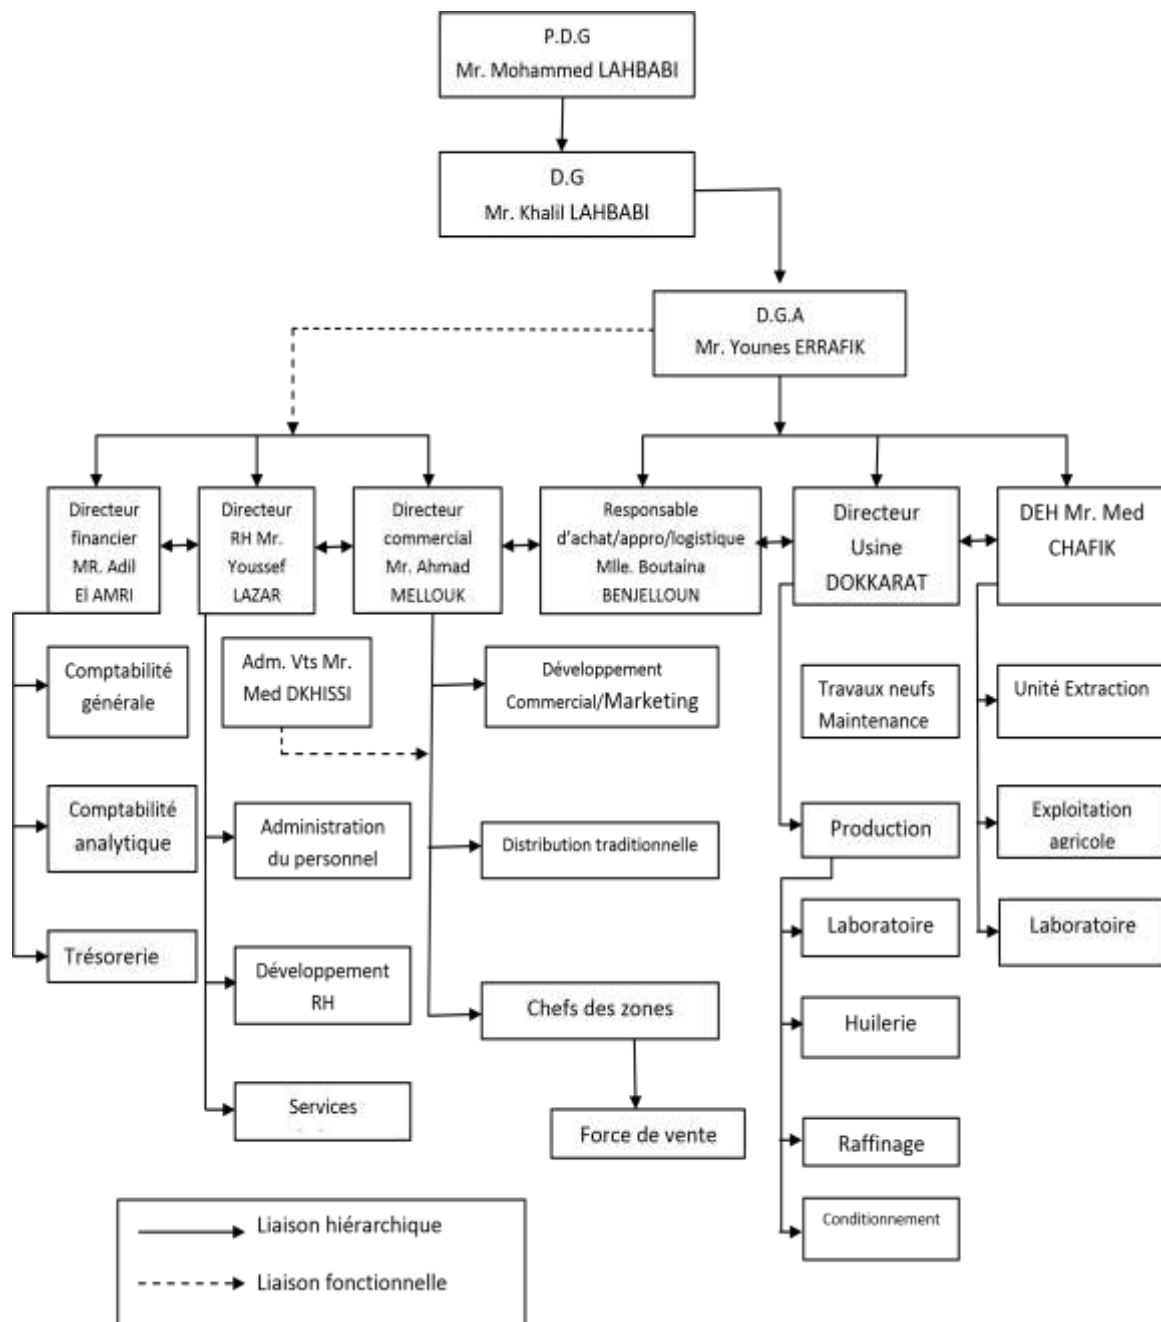 P.D.G
Mr. Mohammed LAHBABI
D.G
Mr. Khalil LAHBABI
D.G.A
Mr. Younes ERRAFIK
Directeur
financier
MR. Adil
El AMRI
Directeur
RH Mr.
Youssef
LAZAR
Directeur
commercial
Mr. Ahmad
MELLOUK
Responsable
d'achat/appro/logistique
Mlle. Boutaina
BENJELLOUN
Directeur
Usine
DOKKARAT
DEH Mr. Med
CHAFIK
Comptabilité
générale
Adm. Vts Mr.
Med DKHISSI
Développement
Commercial/Marketing
Travaux neufs
Maintenance
Unité Extraction
Comptabilité
analytique
Administration
du personnel
Distribution traditionnelle
Production
Exploitation
agricole
Laboratoire
Laboratoire
Trésorerie
Développement
RH
Chefs des zones
Huilerie
Services
Force de vente
Raffinage
Conditionnement
Liaison hiérarchique
Liaison fonctionnelle